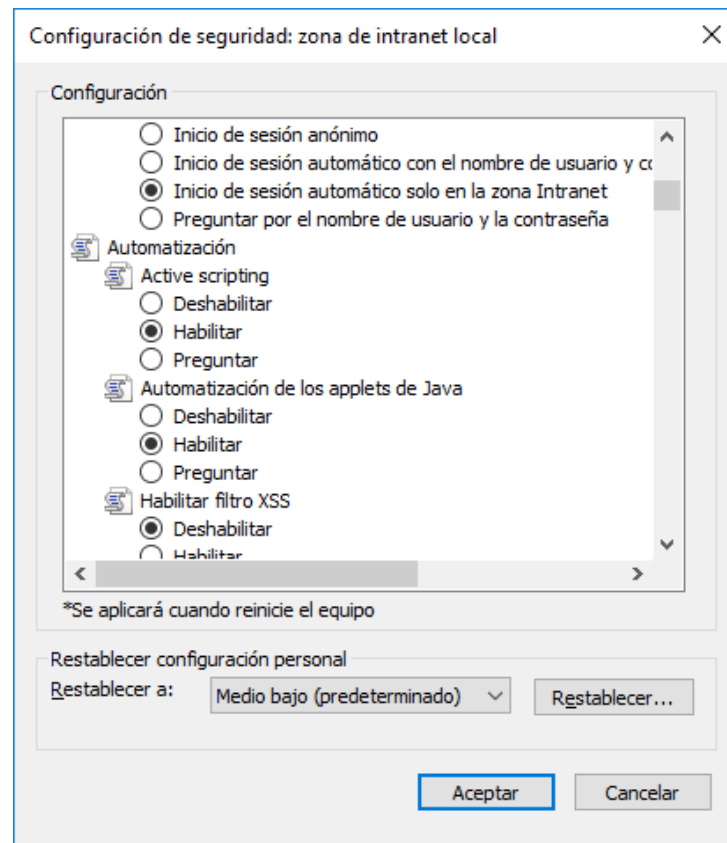 Configuración de seguridad: zona de intranet local
Configuración
Inicio de sesión anónimo
Inicio de sesión automático con el nombre de usuario y
Inicio de sesión automático solo en la zona Intranet
Preguntar por el nombre de usuario y la contraseña
Automatización
Active scripting
Deshabilitar
Habilitar
Preguntar
Automatización de los applets de Java
Deshabilitar
Habilitar
Preguntar
Habilitar filtro XSS
Deshabilitar
Habilitar
*Se aplicará cuando reinicie el equipo
Restablecer configuración personal
Restablecer a:
Medio bajo (predeterminado)
Restablecer...
Aceptar
Cancelar